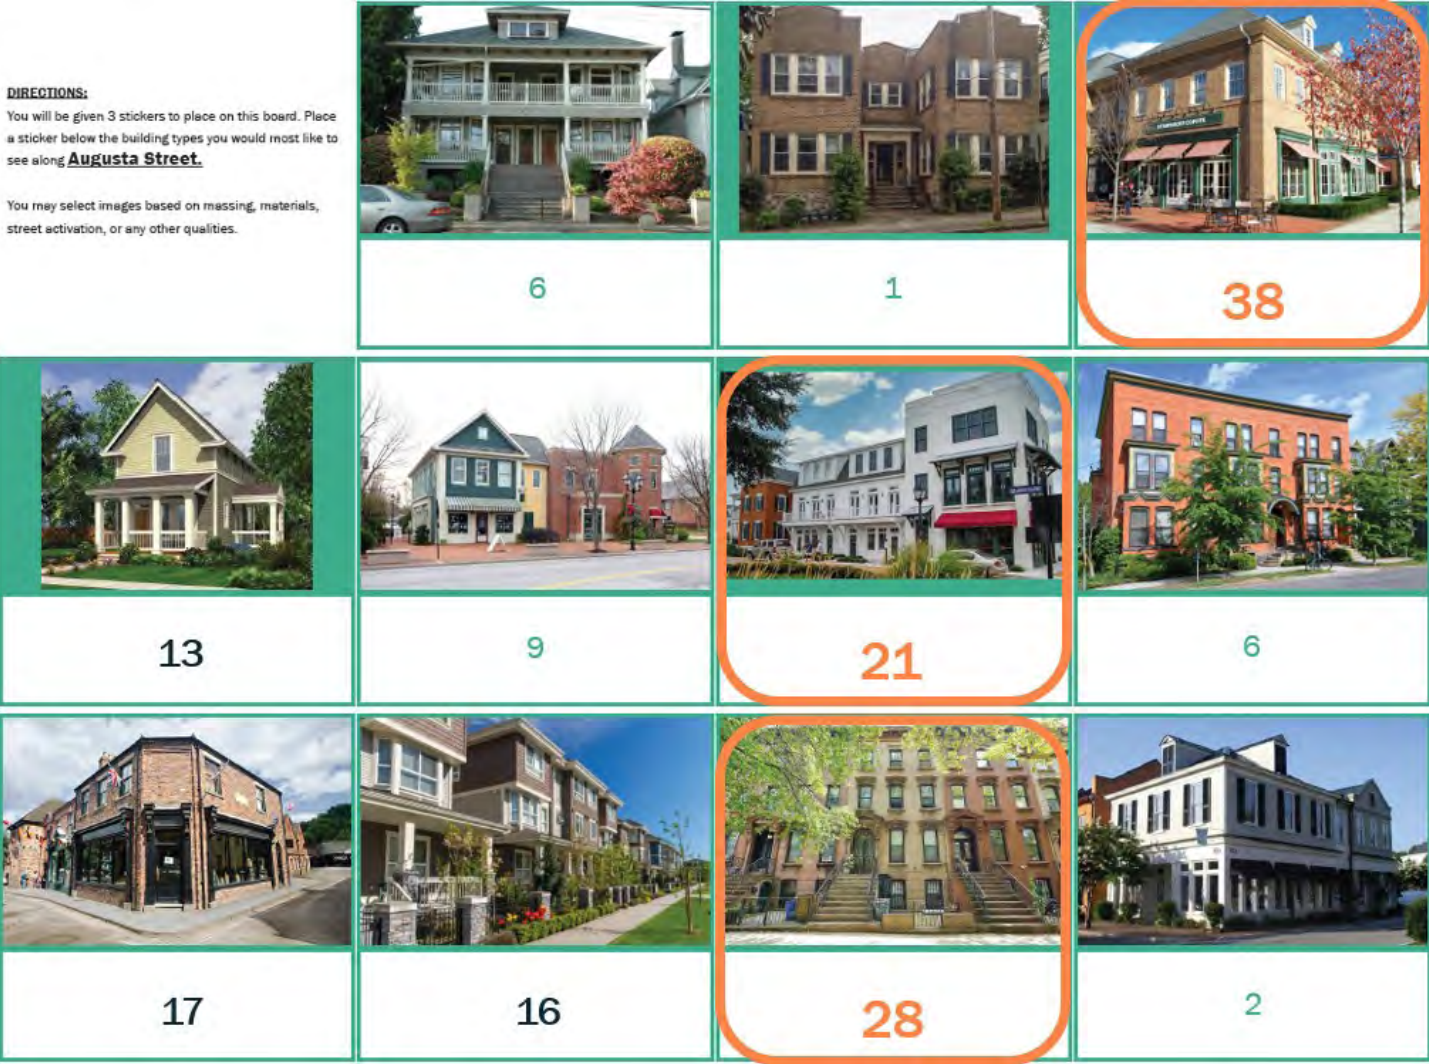 DIRECTIONS:
You will be given 3 stickers to place on this board. Place
a sticker below the building types you would most like to
see along Augusta Street.
You may select images based on massing, materials,
street activation, or any other qualities.
6
1
38
13
9
21
6
17
16
28
2